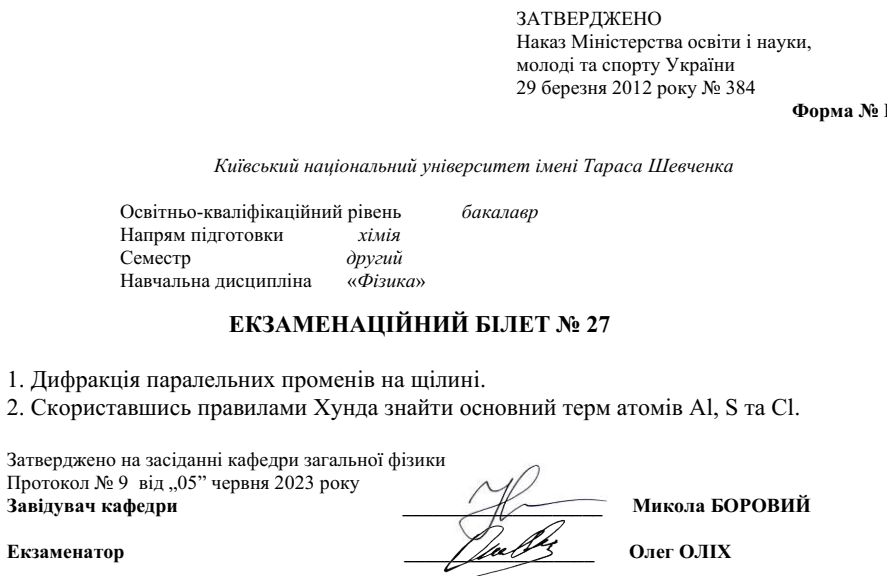 ЗАТВЕРДЖЕНО
Наказ Міністерства освіти і науки,
молоді та спорту України
29 березня 2012 року № 384
Форма №
Київський національний університет імені Тараса Шевченка
Освітньо-кваліфікаційний рівень бакалавр
Напрям підготовки хімія
Семестр другий
Навчальна дисципліна «Фізика»
ЕКЗАМЕНАЦІЙНИЙ БІЛЕТ № 27
1. Дифракція паралельних променів на щілині.
2. Скориставшись правилами Хунда знайти основний терм атомів Al, S та Cl.
Затверджено на засіданні кафедри загальної фізики
Протокол № 9 від „05” червня 2023 року
Завідувач кафедри Микола БОРОВИЙ
Екзаменатор Олег ОЛІХ